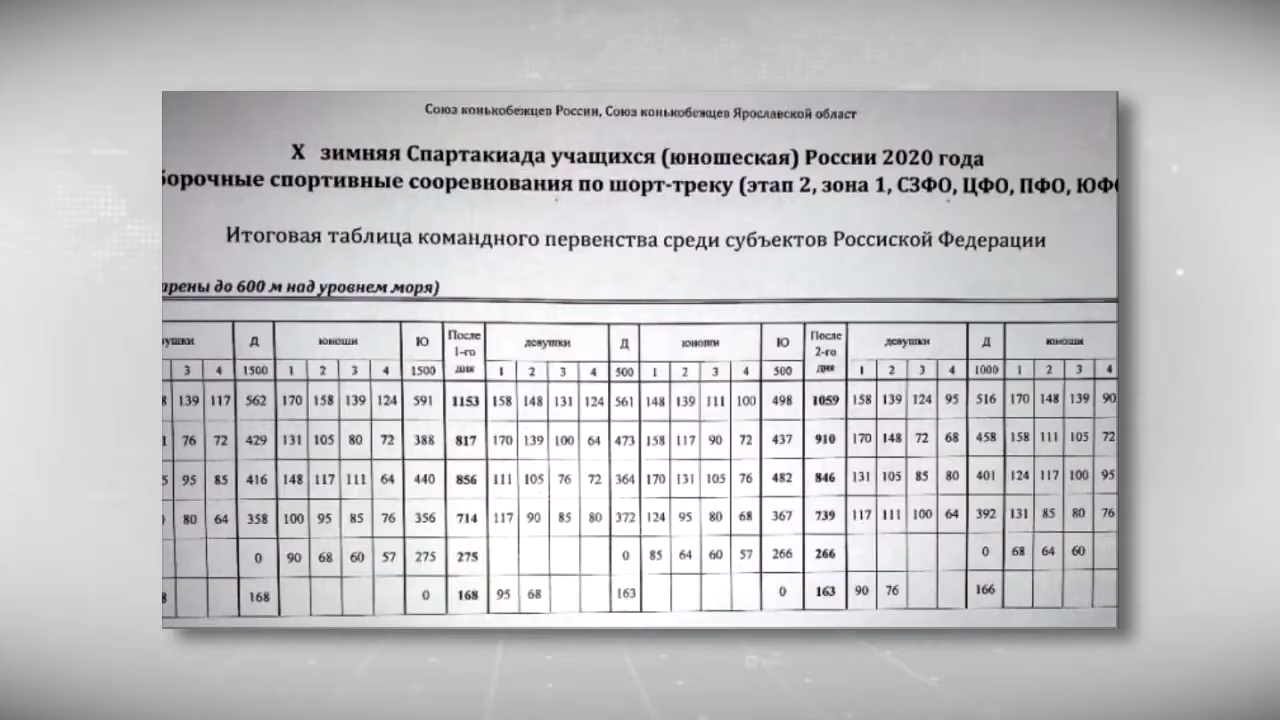 Союз конькобежцев России, Союз конькобежцев Ярославской област
X зимняя Спартакиада учащихся (юношеская) России 2020 года
борочные спортивные сооревнования по шорт-треку (этап 2, зона 1, СЗФО, ЦФО, ПФО, ЮФО
Итоговая таблица командного первенства среди субъектов Россиской Федерации
арены до 600 м над уровнем моря)
вушки Д юноши Ю После 1-го дня девушки Д юноши Ю После 2-го дня девушки Д юноши
3 4 1500 1 2 3 4 1500 1 2 3 4 500 1 2 3 4 500 1 2 3 4 1000 1 2 3 4
139 117 562 170 158 139 124 591 1153 158 148 131 124 561 148 139 111 100 498 1059 158 139 124 95 516 170 148 139 90
76 72 429 131 105 80 72 388 817 170 139 100 64 473 158 117 90 72 437 910 170 148 72 68 458 158 111 105 72
5 95 85 416 148 117 111 64 440 856 111 105 76 72 364 170 131 105 76 482 846 131 105 85 80 401 124 117 100 95
80 64 358 100 95 85 76 356 714 117 90 85 80 372 124 95 80 68 367 739 117 111 100 64 392 131 85 80 76
0 90 68 60 57 275 275 0 85 64 60 57 266 266 0 68 64 60
168 0 168 95 68 163 0 163 90 76 166